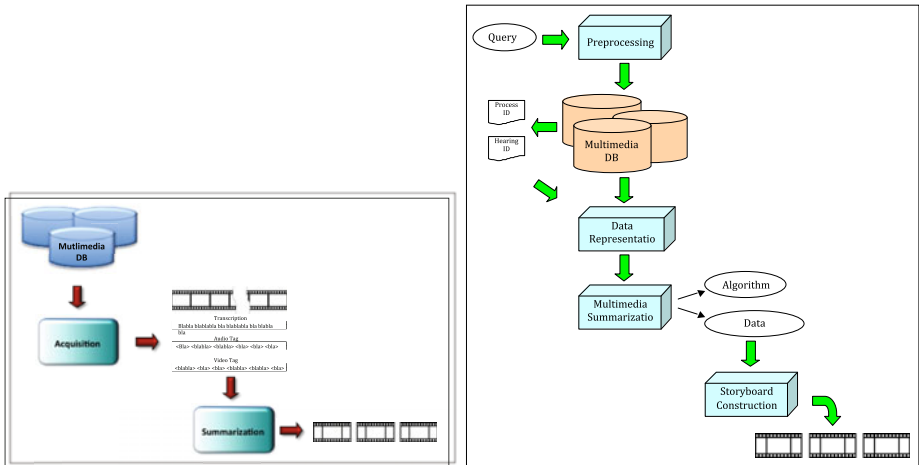 Mutlimedia
DB
Acquisition
Transcription
Blabla blablabla bla blablabla bla blabla
bla
Audio Tag
<Bla> <blabla> <blabla> <bla> <bla> <bla>
Video Tag
<blabla> <bla> <bla> <blabla> <blabla> <bla>
Summarization
Query
Preprocessing
Process
ID
Hearing
ID
Multimedia
DB
Data
Representatio
Multimedia
Summarizatio
Algorithm
Data
Storyboard
Construction